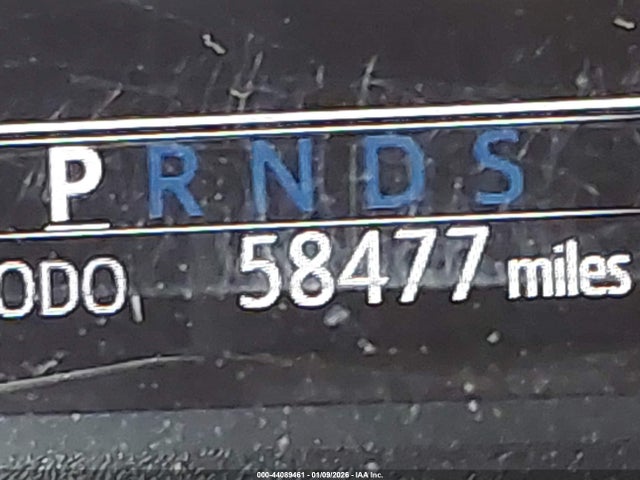 P R N D S
ODO, 58477 miles
000-44089461 - 01/09/2026 - IAA Inc.